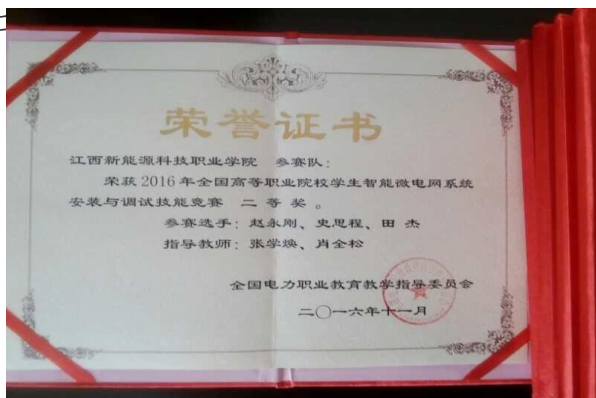 荣誉证书
江西新能源科技职业学院 参赛队：
荣获2016年全国高等职业院校学生智能微电网系统
安装与调试技能竞赛 二等奖。
参赛选手：赵永刚、史思程、田 杰
指导教师：张学焕、肖全松
全国电力职业教育教学指导委员会
二〇一六年十一月